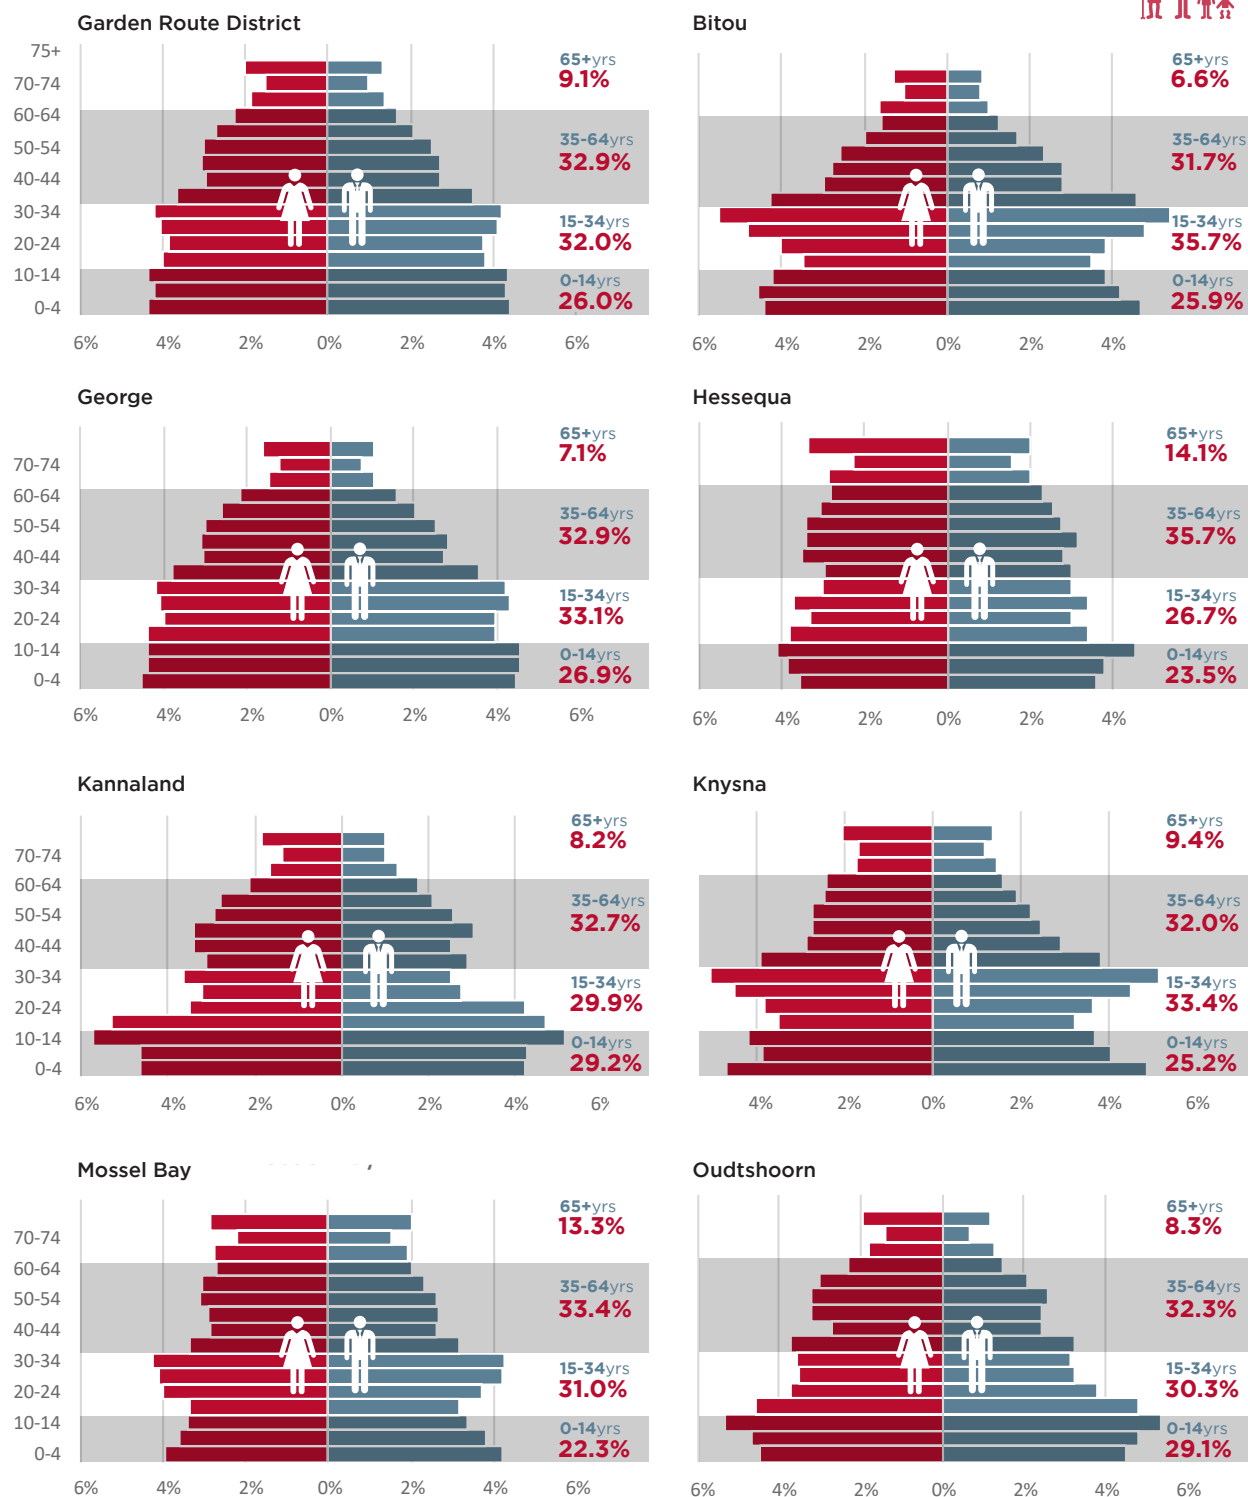 Garden Route District
75+
70-74
60-64
50-54
40-44
30-34
20-24
10-14
0-4
65+yrs
9.1%
35-64yrs
32.9%
15-34yrs
32.0%
0-14yrs
26.0%
6% 4% 2% 0% 2% 4% 6%
Bitou
65+yrs
6.6%
35-64yrs
31.7%
15-34yrs
35.7%
0-14yrs
25.9%
6% 4% 2% 0% 2% 4%
George
70-74
60-64
50-54
40-44
30-34
20-24
10-14
0-4
65+yrs
7.1%
35-64yrs
32.9%
15-34yrs
33.1%
0-14yrs
26.9%
6% 4% 2% 0% 2% 4% 6%
Hessequa
65+yrs
14.1%
35-64yrs
35.7%
15-34yrs
26.7%
0-14yrs
23.5%
6% 4% 2% 0% 2% 4%
Kannaland
70-74
60-64
50-54
40-44
30-34
20-24
10-14
0-4
65+yrs
8.2%
35-64yrs
32.7%
15-34yrs
29.9%
0-14yrs
29.2%
6% 4% 2% 0% 2% 4% 6%
Knysna
65+yrs
9.4%
35-64yrs
32.0%
15-34yrs
33.4%
0-14yrs
25.2%
4% 2% 0% 2% 4% 6%
Mossel Bay
70-74
60-64
50-54
40-44
30-34
20-24
10-14
0-4
65+yrs
13.3%
35-64yrs
33.4%
15-34yrs
31.0%
0-14yrs
22.3%
6% 4% 2% 0% 2% 4% 6%
Oudtshoorn
65+yrs
8.3%
35-64yrs
32.3%
15-34yrs
30.3%
0-14yrs
29.1%
6% 4% 2% 0% 2% 4% 6%